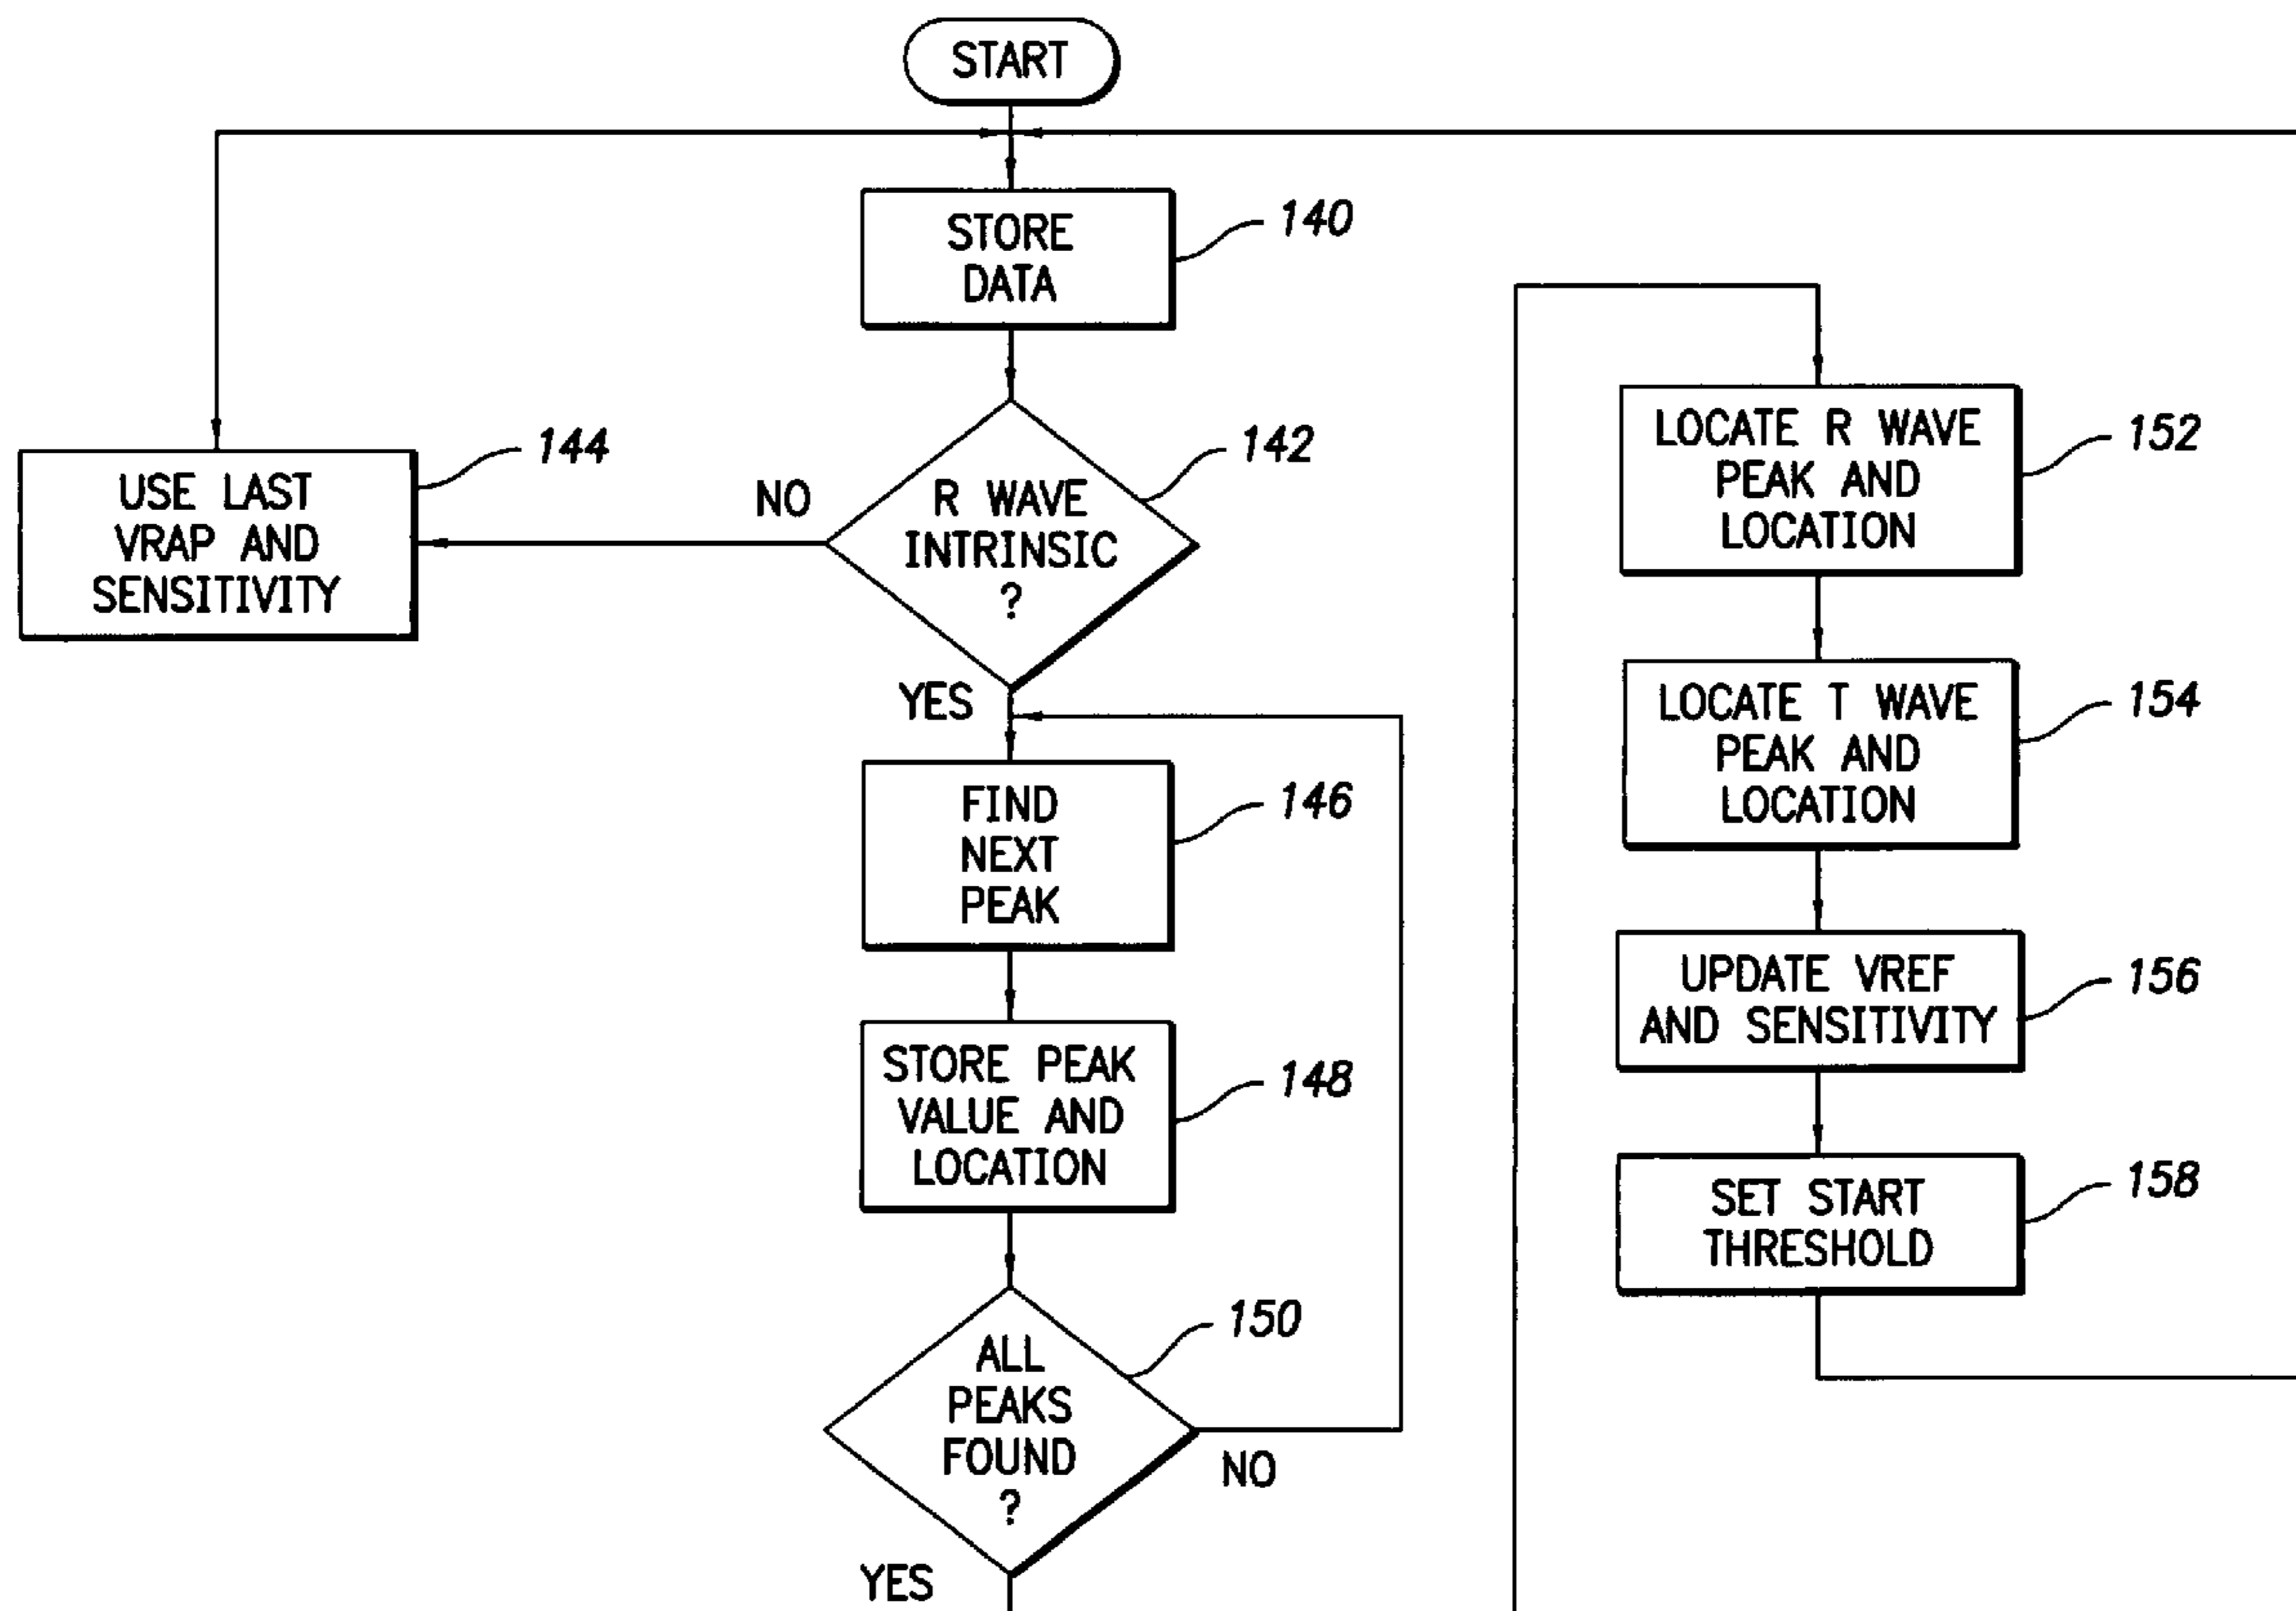 START
STORE
DATA
140
R WAVE
INTRINSIC
?
142
NO
USE LAST
VRAP AND
SENSITIVITY
144
YES
FIND
NEXT
PEAK
146
STORE PEAK
VALUE AND
LOCATION
148
ALL
PEAKS
FOUND
?
150
NO
YES
LOCATE R WAVE
PEAK AND
LOCATION
152
LOCATE T WAVE
PEAK AND
LOCATION
154
UPDATE VREF
AND SENSITIVITY
156
SET START
THRESHOLD
158